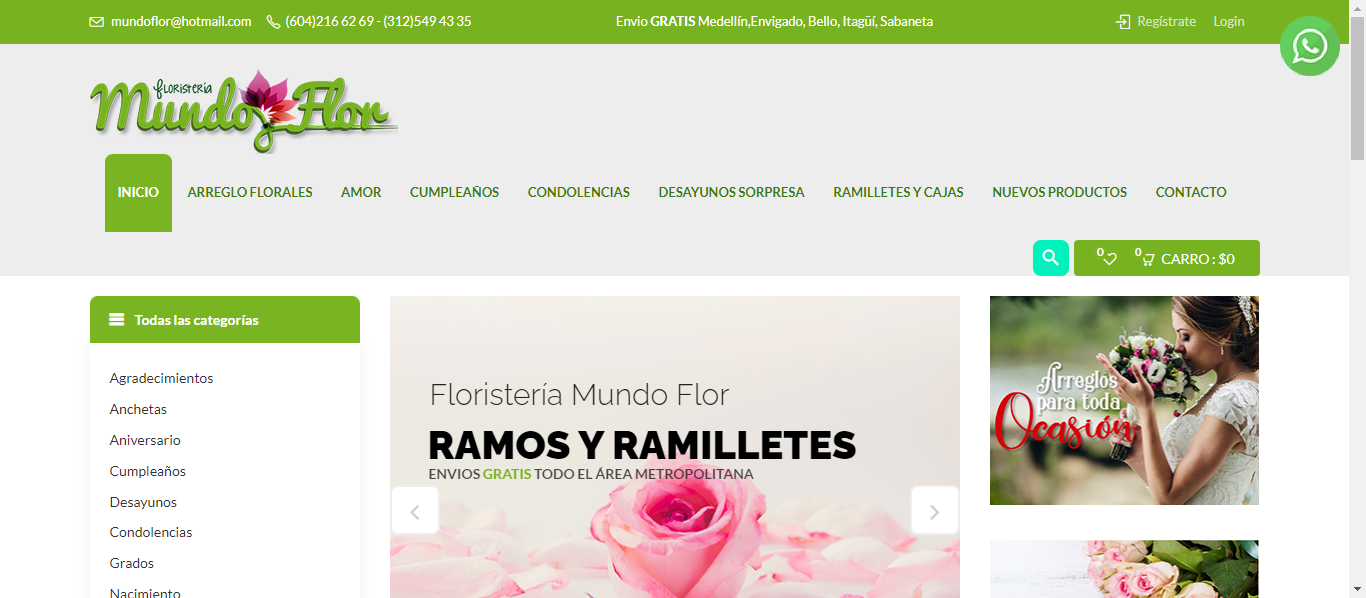 mundoflor@hotmail.com (604)216 62 69 - (312)549 43 35 Envio GRATIS Medellín,Envigado, Bello, Itagüí, Sabaneta Regístrate Login
floristería
Mundo Flor
INICIO ARREGLO FLORALES AMOR CUMPLEAÑOS CONDOLENCIAS DESAYUNOS SORPRESA RAMILLETES Y CAJAS NUEVOS PRODUCTOS CONTACTO
0 0 CARRO : $0
Todas las categorías
Agradecimientos
Anchetas
Aniversario
Cumpleaños
Desayunos
Condolencias
Grados
Nacimiento
Floristería Mundo Flor
RAMOS Y RAMILLETES
ENVIOS GRATIS TODO EL ÁREA METROPOLITANA
Arreglos
para toda
Ocasión